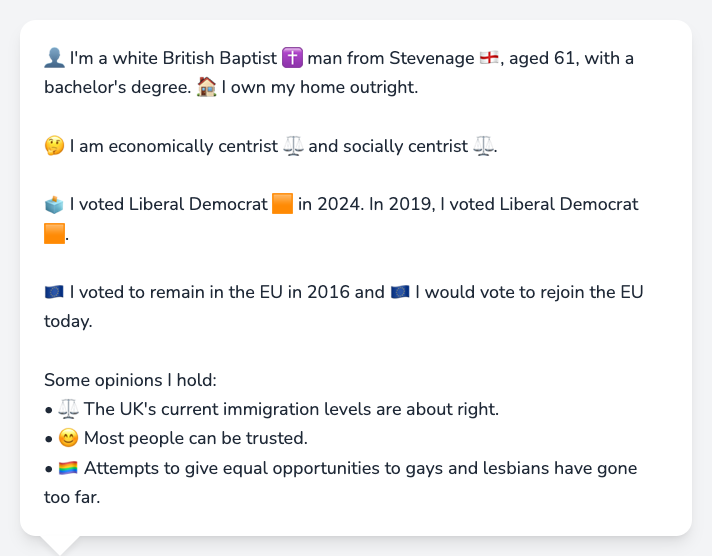 👤 I'm a white British Baptist ✝️ man from Stevenage 🏴󠁧󠁢󠁥󠁮󠁧󠁿, aged 61, with a
bachelor's degree. 🏠 I own my home outright.
🤔 I am economically centrist ⚖️ and socially centrist ⚖️.
🗳️ I voted Liberal Democrat 🟧 in 2024. In 2019, I voted Liberal Democrat
🟧.
🇪🇺 I voted to remain in the EU in 2016 and 🇪🇺 I would vote to rejoin the EU
today.
Some opinions I hold:
• ⚖️ The UK's current immigration levels are about right.
• 😊 Most people can be trusted.
• 🏳️‍🌈 Attempts to give equal opportunities to gays and lesbians have gone
too far.